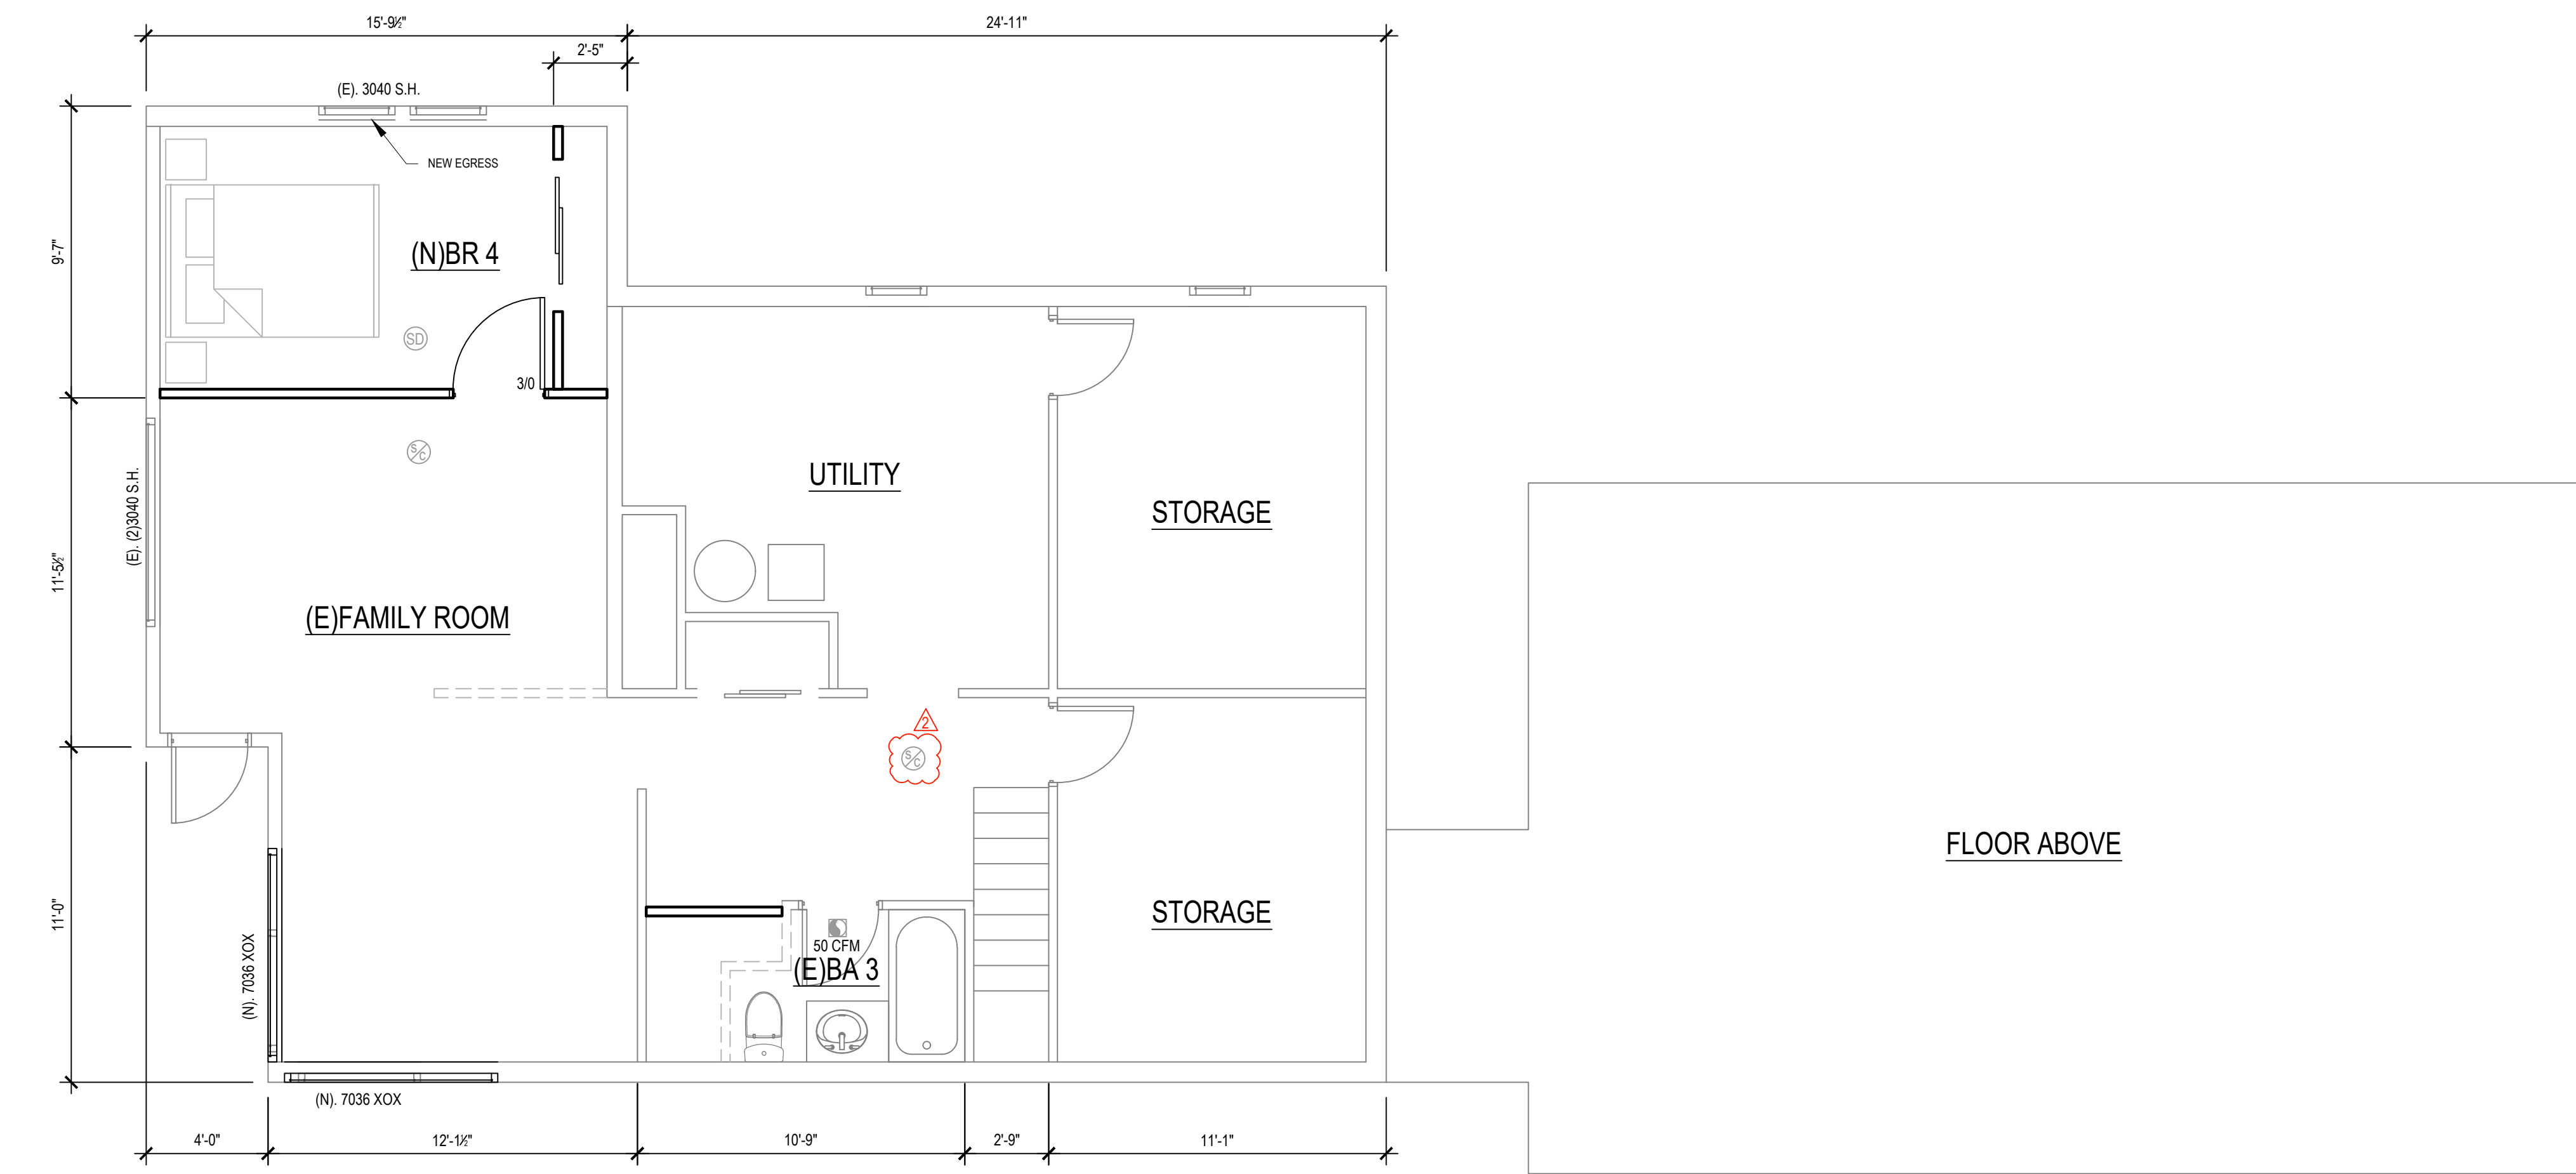 15'-9½"
24'-11"
2'-5"
(E). 3040 S.H.
NEW EGRESS
9'-7"
(N)BR 4
SD
3/0
S/C
(E). (2)3040 S.H.
UTILITY
STORAGE
11'-5½"
(E)FAMILY ROOM
2
S/C
FLOOR ABOVE
11'-0"
STORAGE
50 CFM
(E)BA 3
(N). 7036 XOX
(N). 7036 XOX
4'-0"
12'-1½"
10'-9"
2'-9"
11'-1"